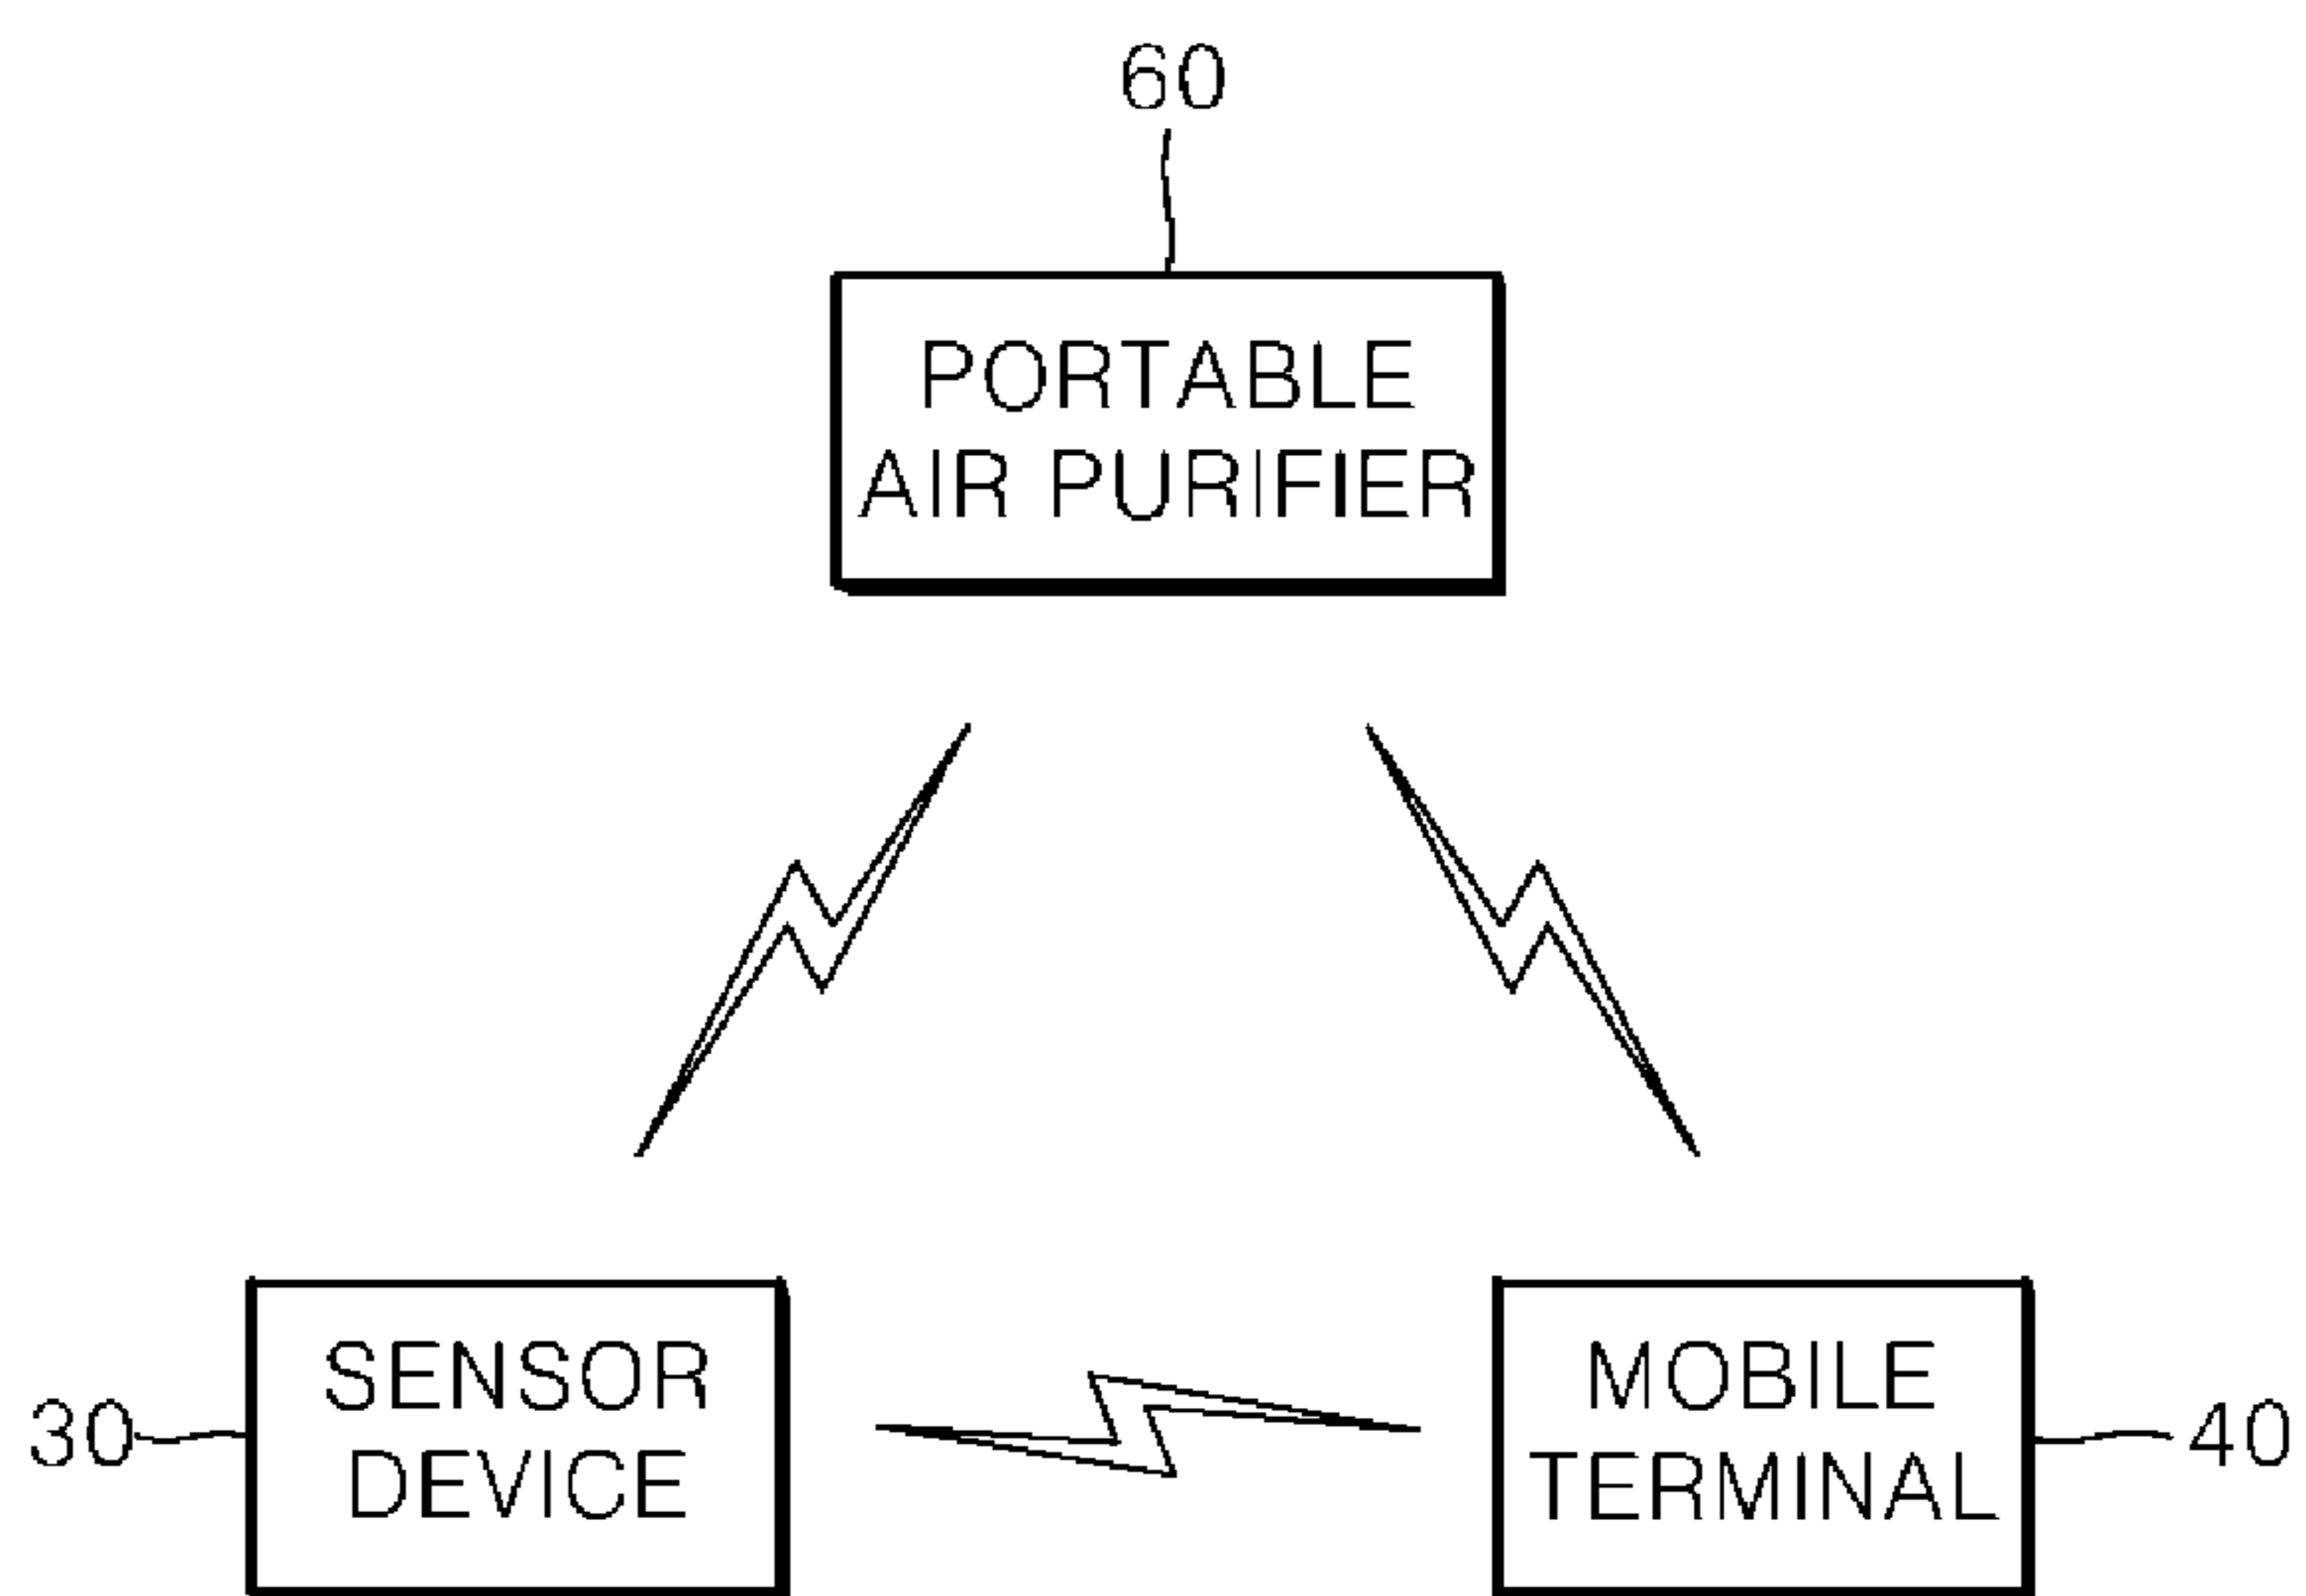 60
PORTABLE
AIR PURIFIER
SENSOR
DEVICE
30
MOBILE
TERMINAL
40